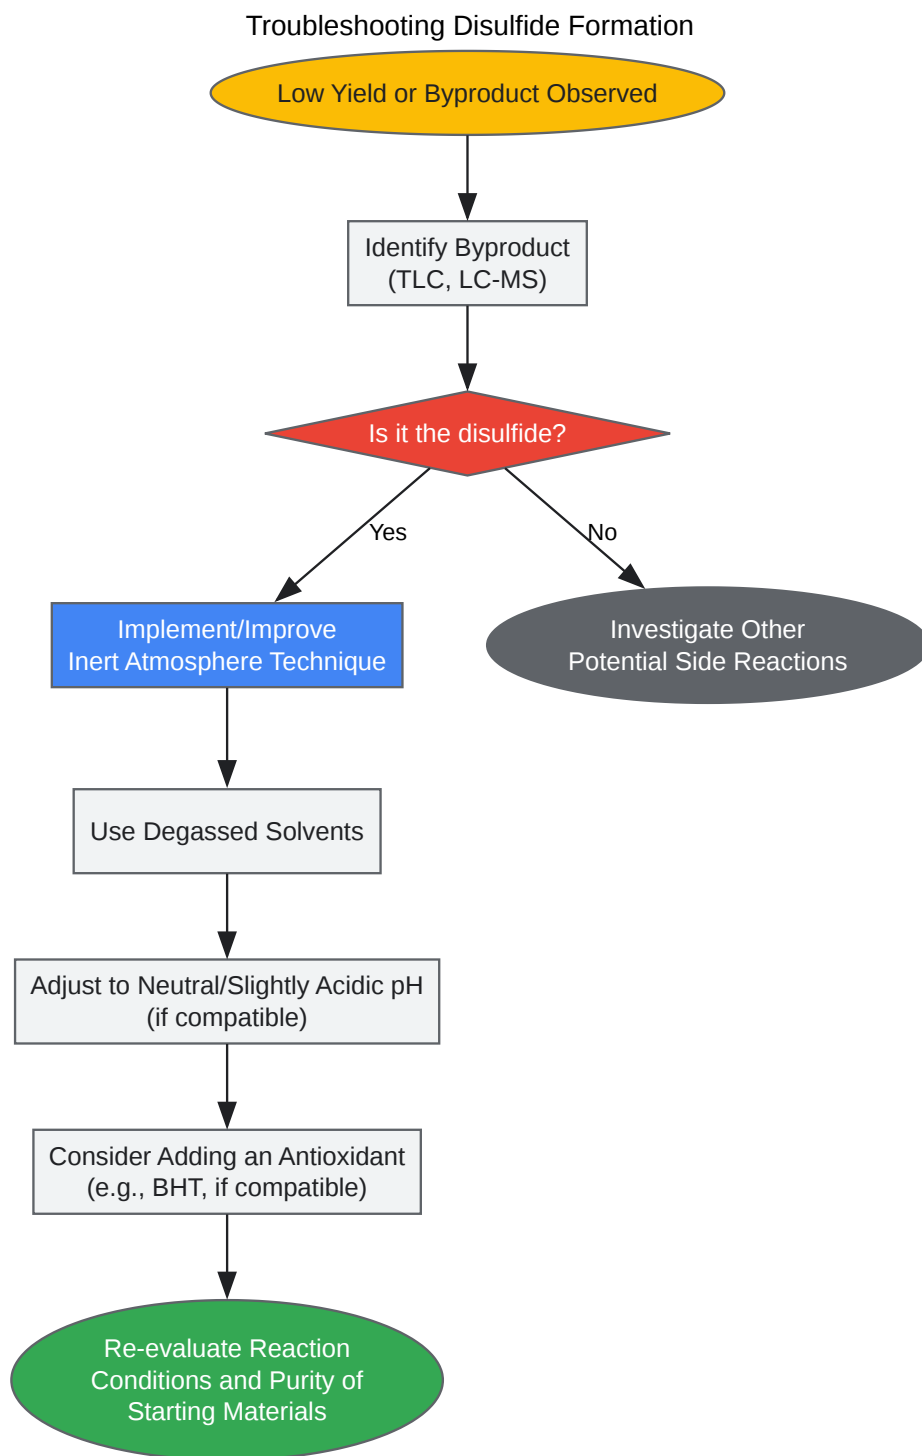 Troubleshooting Disulfide Formation
Low Yield or Byproduct Observed
Identify Byproduct
(TLC, LC-MS)
Is it the disulfide?
Yes
No
Implement/Improve
Inert Atmosphere Technique
Investigate Other
Potential Side Reactions
Use Degassed Solvents
Adjust to Neutral/Slightly Acidic pH
(if compatible)
Consider Adding an Antioxidant
(e.g., BHT, if compatible)
Re-evaluate Reaction
Conditions and Purity of
Starting Materials